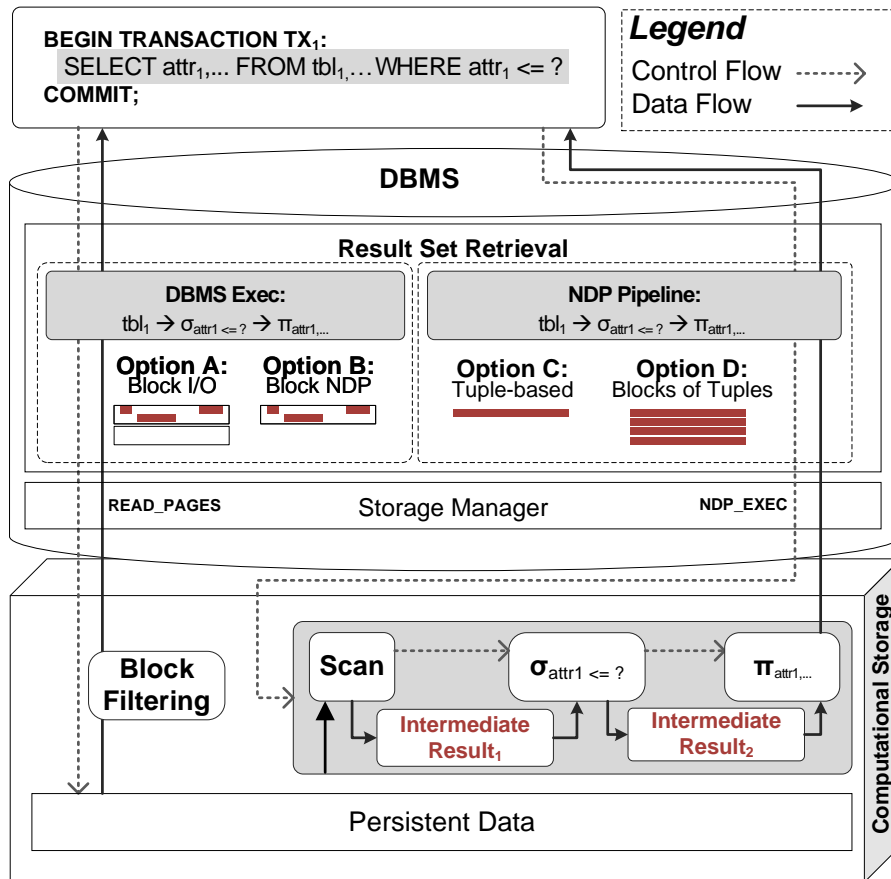 BEGIN TRANSACTION TX₁:
SELECT attr₁,... FROM tbl₁,... WHERE attr₁ <= ?
COMMIT;
Legend
Control Flow
Data Flow
DBMS
Result Set Retrieval
DBMS Exec:
tbl₁ → σattr1 <= ? → πattr1,...
NDP Pipeline:
tbl₁ → σattr1 <= ? → πattr1,...
Option A:
Block I/O
Option B:
Block NDP
Option C:
Tuple-based
Option D:
Blocks of Tuples
READ_PAGES
Storage Manager
NDP_EXEC
Computational Storage
Block
Filtering
Scan
σattr1 <= ?
πattr1,...
Intermediate
Result₁
Intermediate
Result₂
Persistent Data